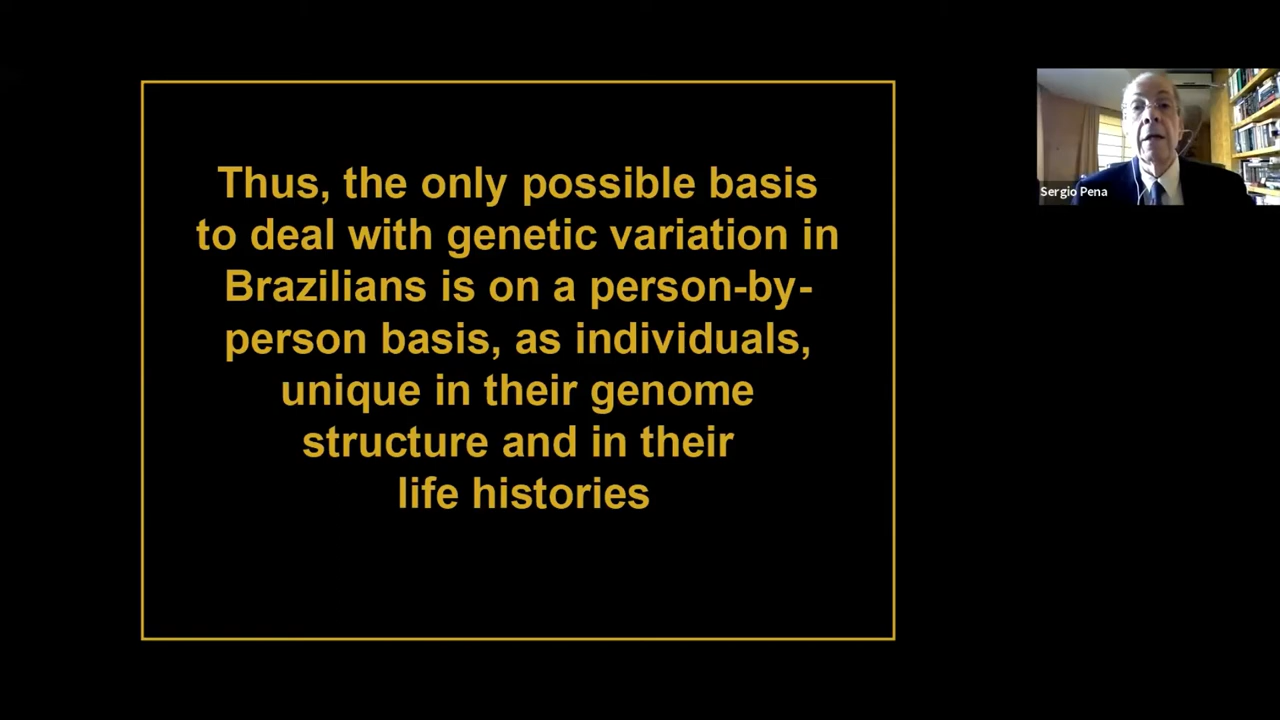 Thus, the only possible basis
to deal with genetic variation in
Brazilians is on a person-by-
person basis, as individuals,
unique in their genome
structure and in their
life histories
Sergio Pena